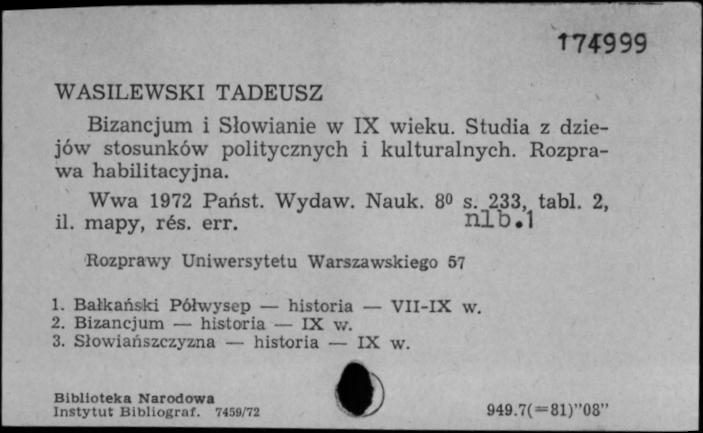 174999
WASILEWSKI TADEUSZ
Bizancjum i Słowianie w IX wieku. Studia z dzie-
jów stosunków politycznych i kulturalnych. Rozpra-
wa habilitacyjna.
Wwa 1972 Państ. Wydaw. Nauk. 8⁰ s. 233, tabl. 2,
il. mapy, rés. err. nlb.1
Rozprawy Uniwersytetu Warszawskiego 57
1. Bałkański Półwysep — historia — VII-IX w.
2. Bizancjum — historia — IX w.
3. Słowiańszczyzna — historia — IX w.
Biblioteka Narodowa
Instytut Bibliograf. 7459/72
949.7(=81)"08"